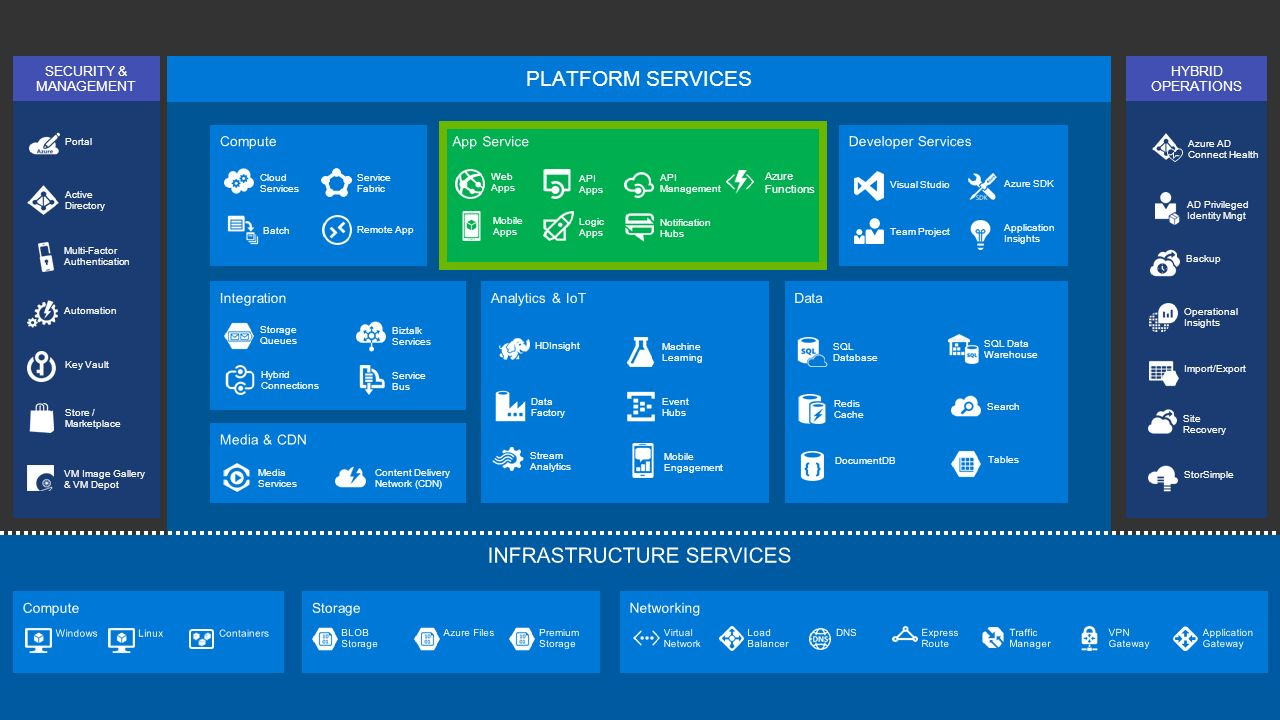 SECURITY &
MANAGEMENT
Portal
Azure
Active
Directory
Multi-Factor
Authentication
Automation
Key Vault
Store /
Marketplace
VM Image Gallery
& VM Depot
PLATFORM SERVICES
Compute
Cloud
Services
Service
Fabric
Batch
Remote App
App Service
Web
Apps
API
Apps
API
Management
Azure
Functions
Mobile
Apps
Logic
Apps
Notification
Hubs
Developer Services
Visual Studio
SDK
Azure SDK
Team Project
Application
Insights
Integration
Storage
Queues
Biztalk
Services
Hybrid
Connections
Service
Bus
Media & CDN
Media
Services
Content Delivery
Network (CDN)
Analytics & IoT
HDInsight
Machine
Learning
Data
Factory
Event
Hubs
Stream
Analytics
Mobile
Engagement
Data
SQL
SQL
Database
SQL
SQL Data
Warehouse
Redis
Cache
Search
{ }
DocumentDB
Tables
HYBRID
OPERATIONS
Azure AD
Connect Health
AD Privileged
Identity Mngt
Backup
Operational
Insights
Import/Export
Site
Recovery
StorSimple
INFRASTRUCTURE SERVICES
Compute
Windows
Linux
Containers
Storage
BLOB
Storage
Azure Files
Premium
Storage
Networking
Virtual
Network
Load
Balancer
DNS
DNS
Express
Route
Traffic
Manager
VPN
Gateway
Application
Gateway